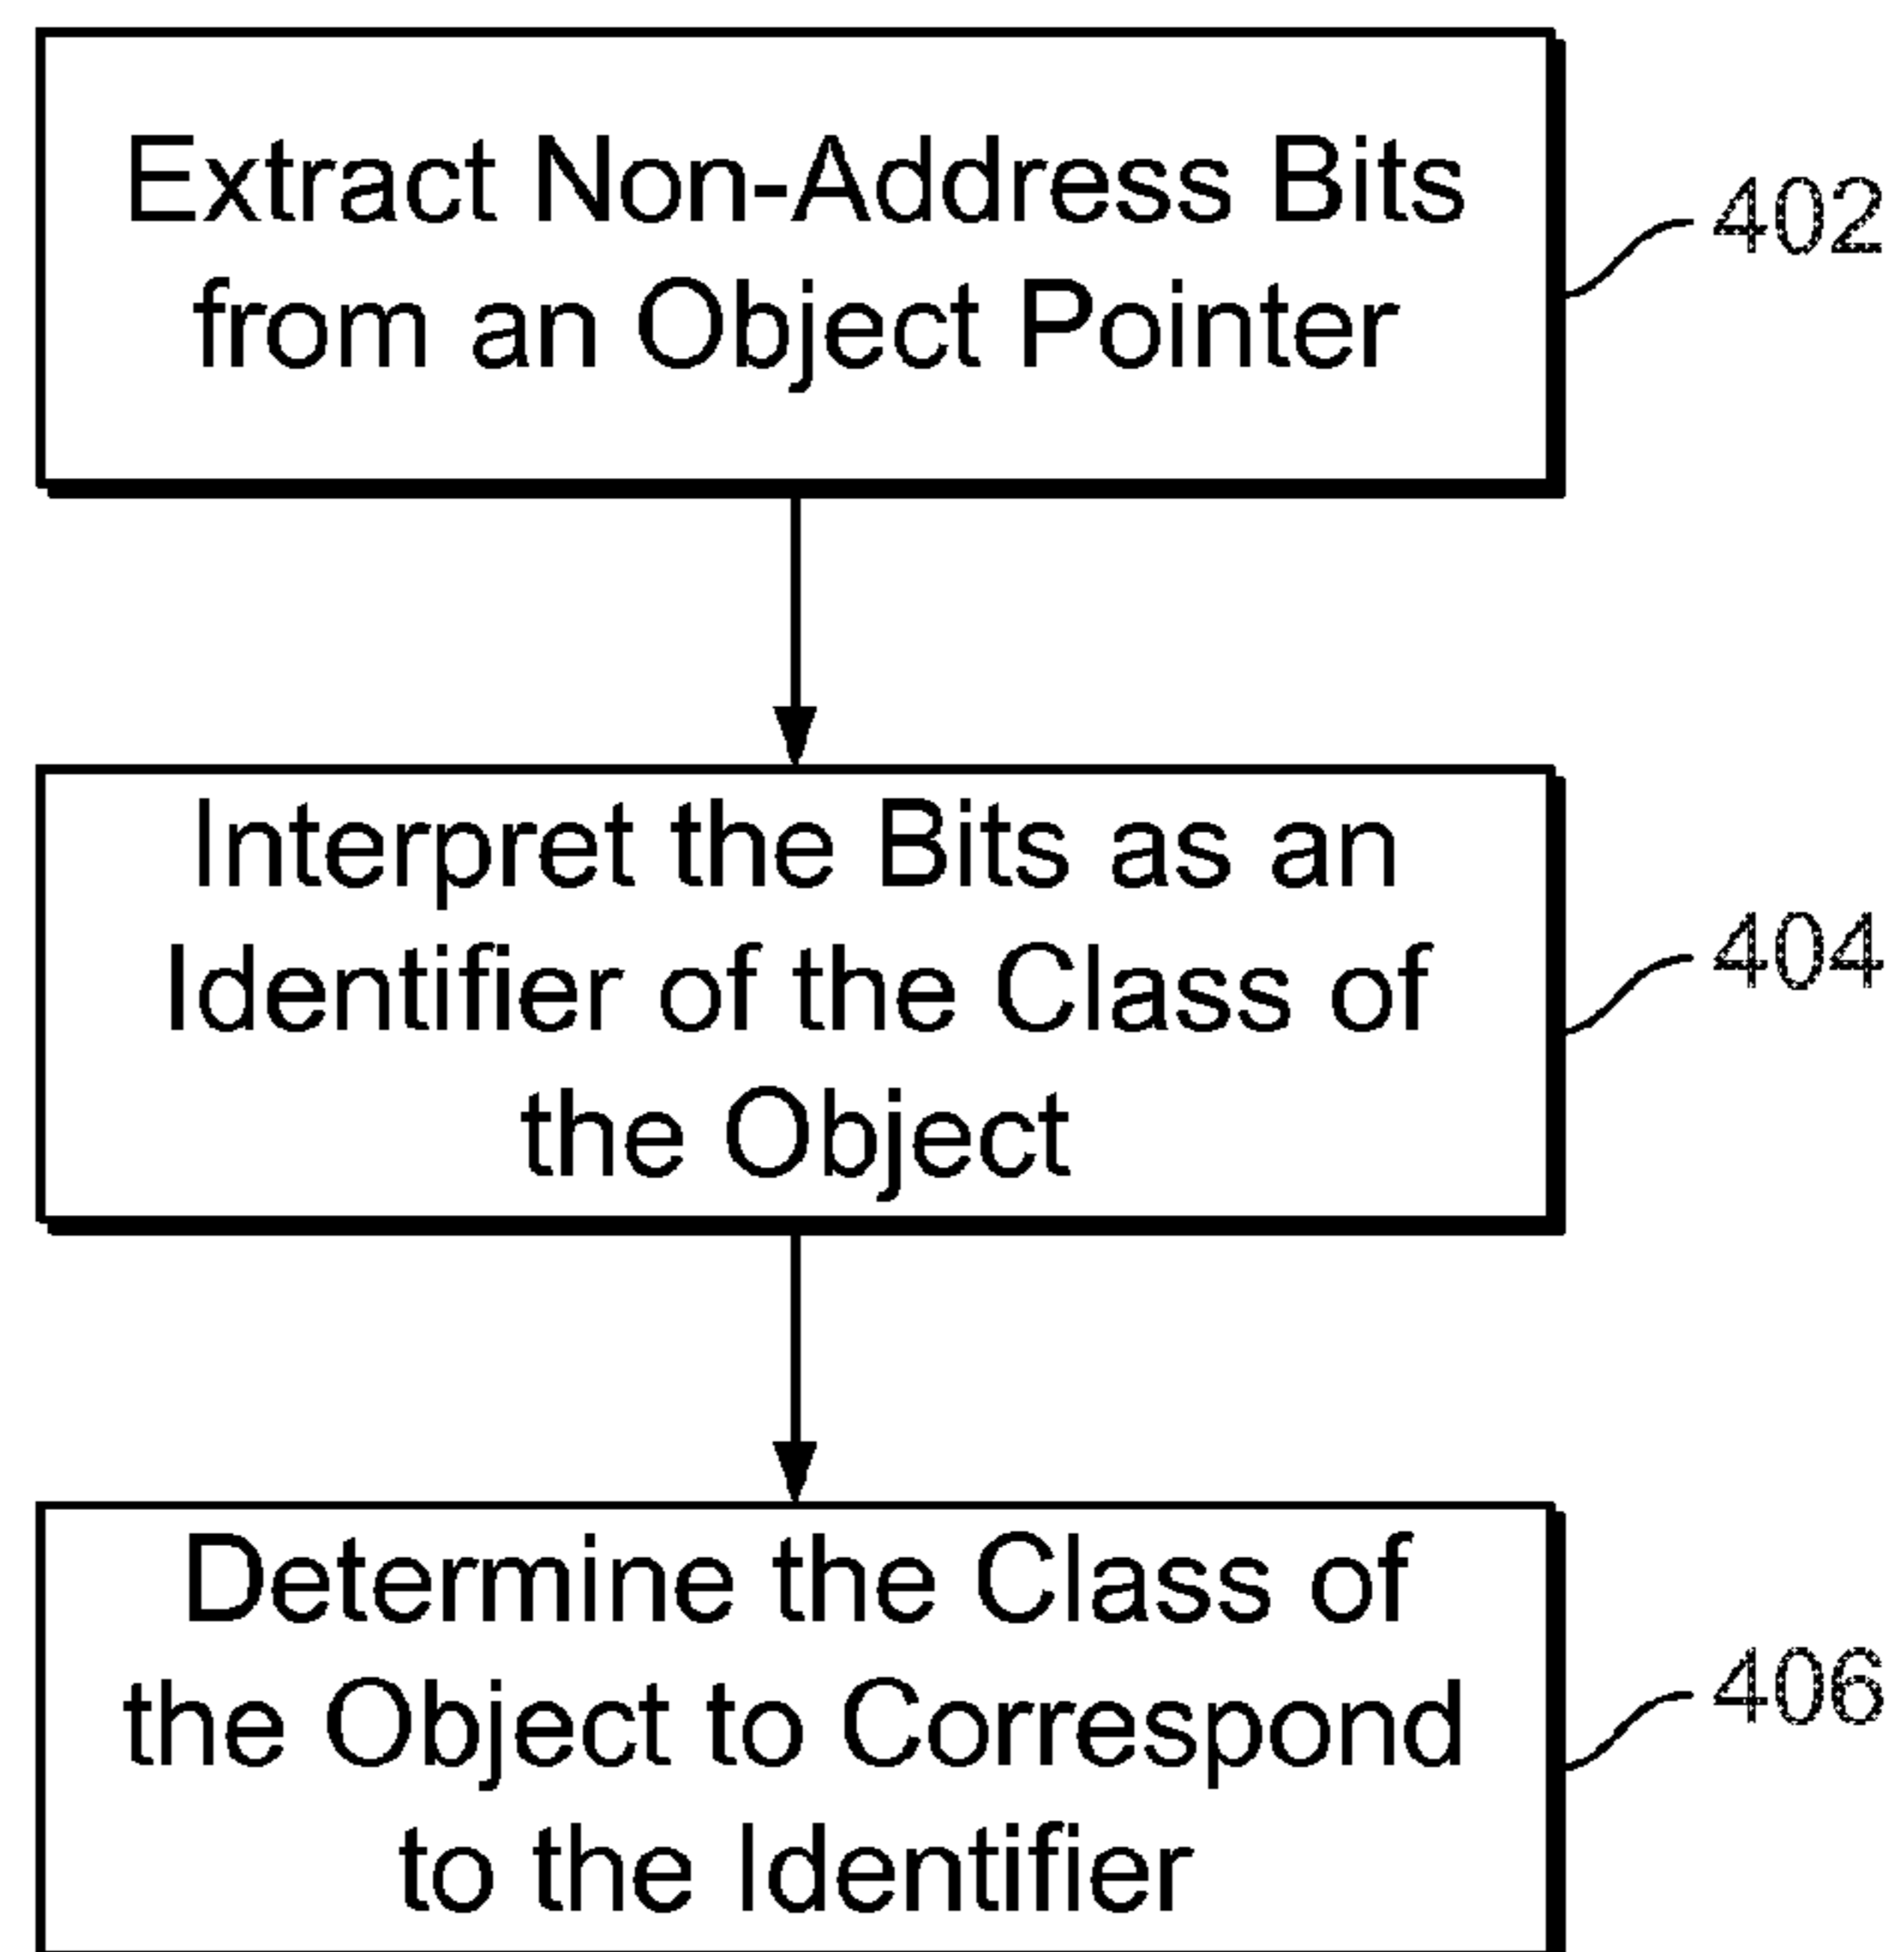 Extract Non-Address Bits
from an Object Pointer
402
Interpret the Bits as an
Identifier of the Class of
the Object
404
Determine the Class of
the Object to Correspond
to the Identifier
406